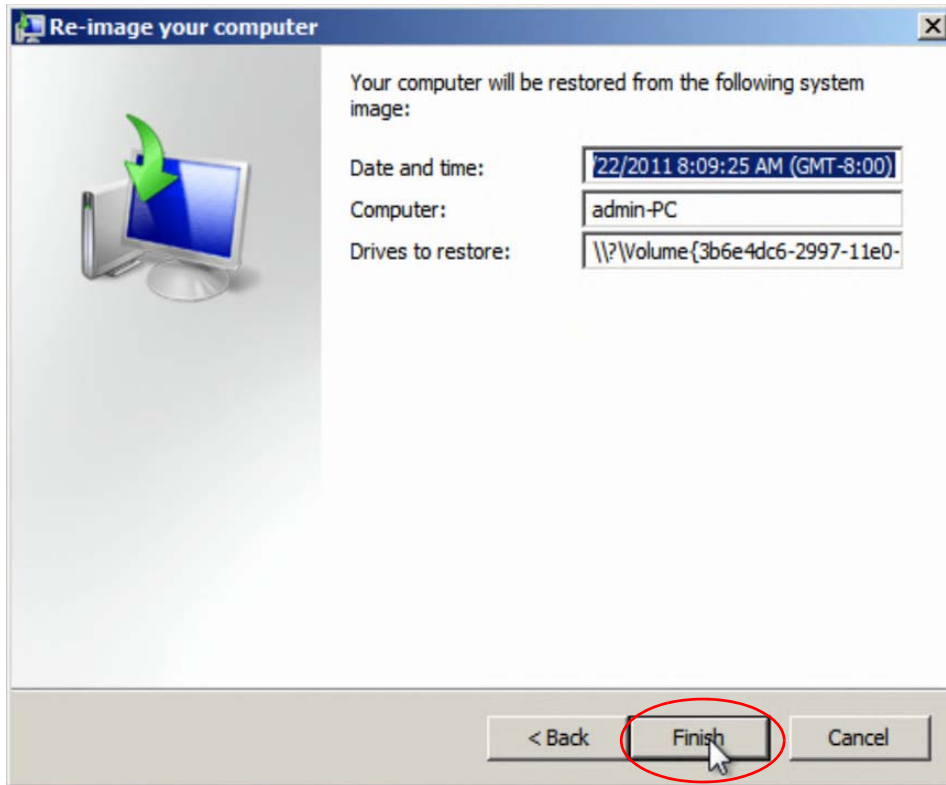 Re-image your computer
Your computer will be restored from the following system
image:
Date and time: /22/2011 8:09:25 AM (GMT-8:00)
Computer: admin-PC
Drives to restore: \\?\Volume{3b6e4dc6-2997-11e0-
< Back Finish Cancel